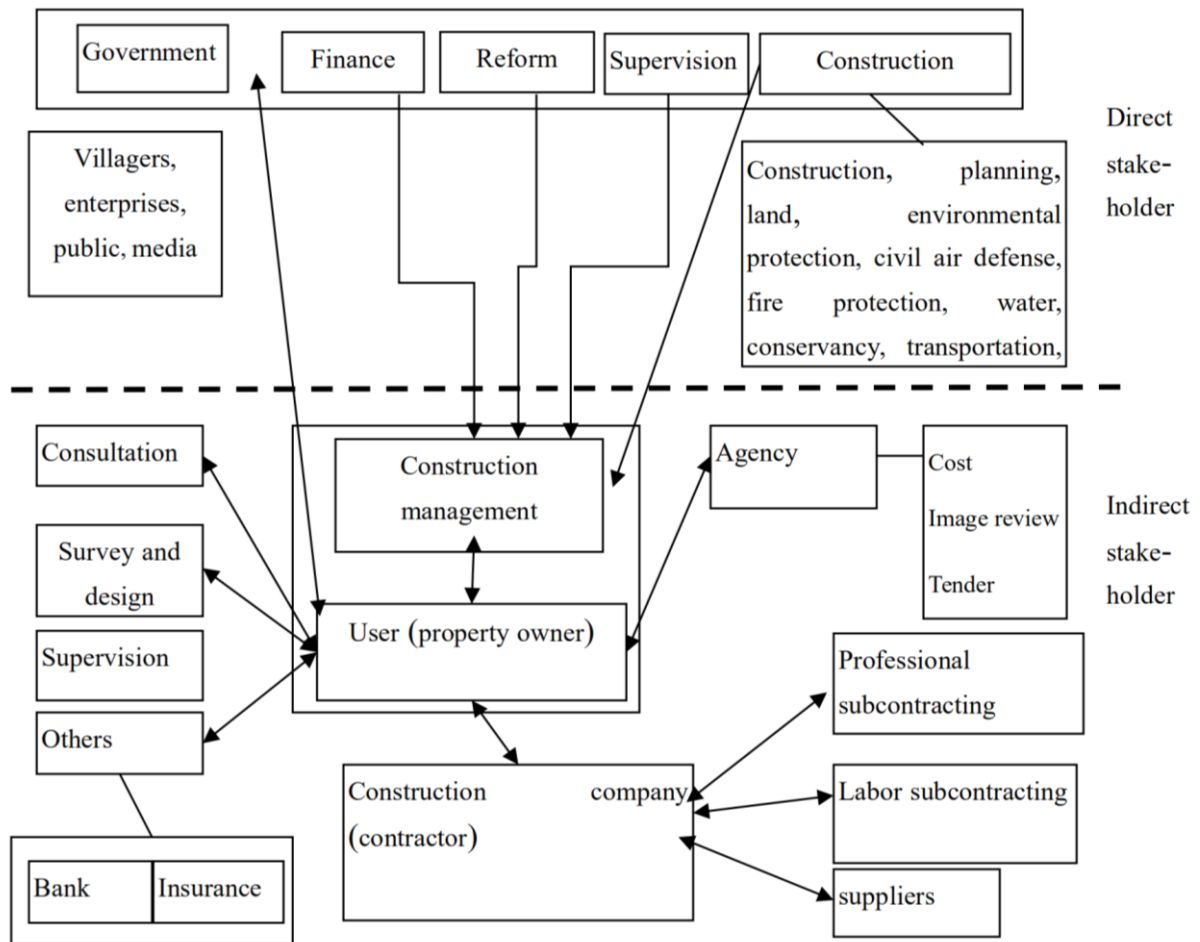 Government
Finance
Reform
Supervision
Construction
Villagers,
enterprises,
public, media
Construction, planning,
land, environmental
protection, civil air defense,
fire protection, water,
conservancy, transportation,
Direct
stake-
holder
Consultation
Survey and
design
Supervision
Others
Bank
Insurance
Construction
management
User (property owner)
Construction company
(contractor)
Agency
Cost
Image review
Tender
Professional
subcontracting
Labor subcontracting
suppliers
Indirect
stake-
holder